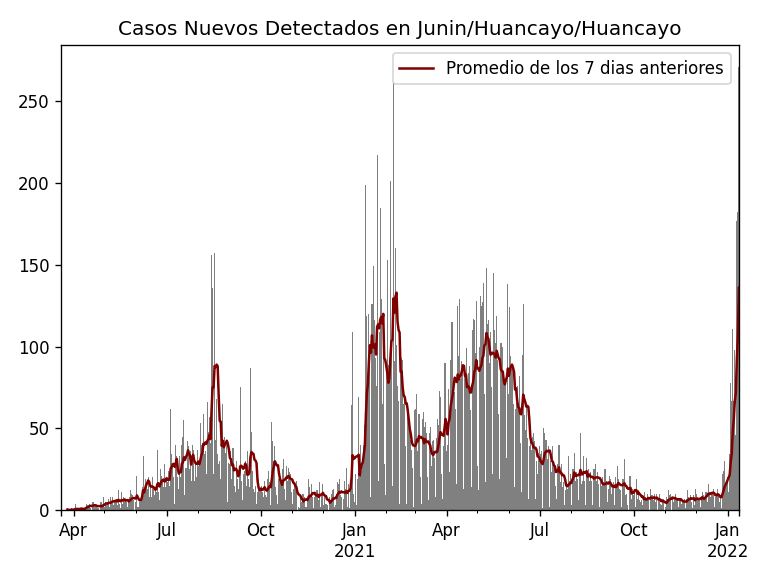 Casos Nuevos Detectados en Junin/Huancayo/Huancayo
Promedio de los 7 dias anteriores
250
200
150
100
50
0
Apr Jul Oct Jan Apr Jul Oct Jan
2021 2022